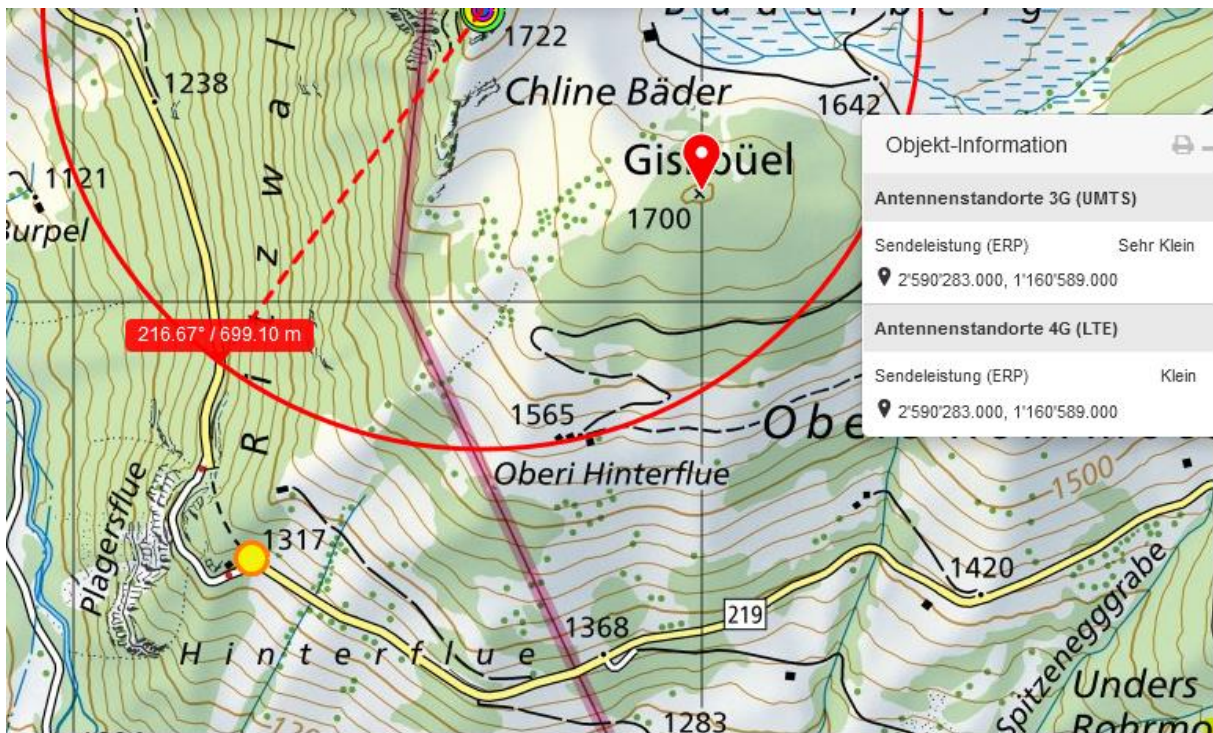 1722
Chline Bäder
1642
1238
1121
Burpel
1700
Objekt-Information
Antennenstandorte 3G (UMTS)
Sendeleistung (ERP) Sehr Klein
2'590'283.000, 1'160'589.000
Antennenstandorte 4G (LTE)
Sendeleistung (ERP) Klein
2'590'283.000, 1'160'589.000
216.67° / 699.10 m
1565
Oberi Hinterflue
1500
Plagersflue
1317
1420
219
1368
Hinterflue
Spitzenegggrabe
Unders
1283